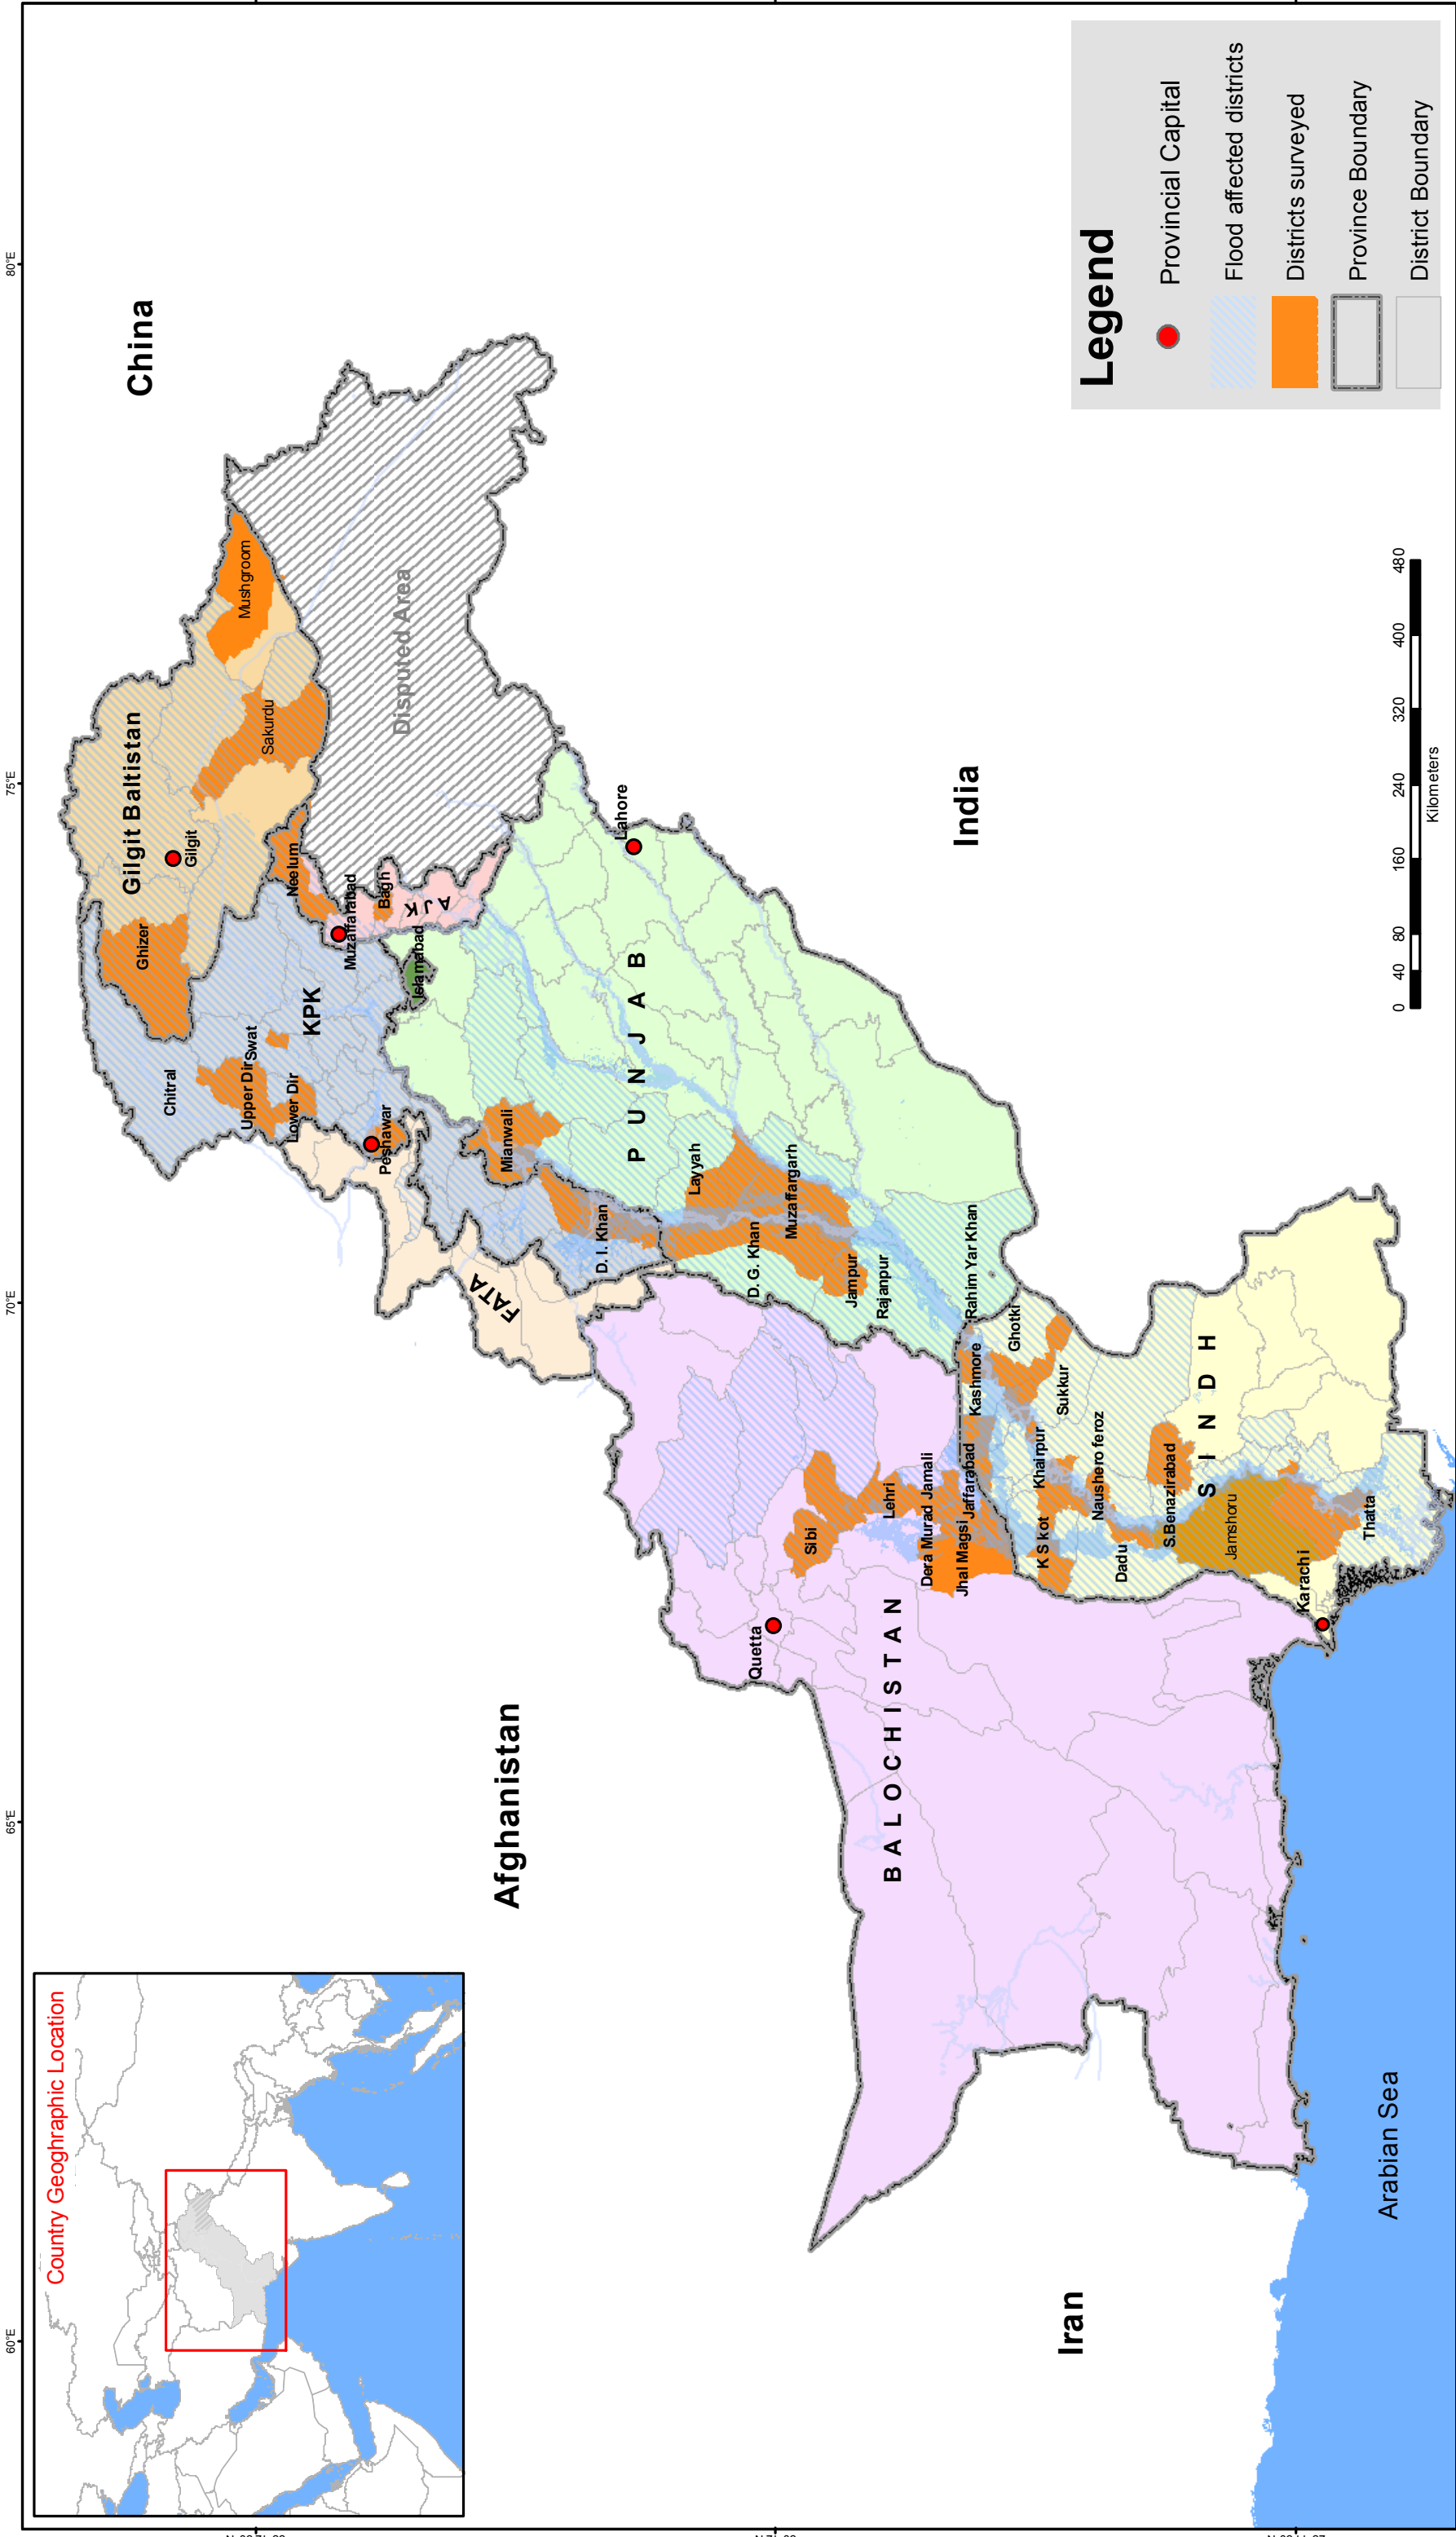 80°E
75°E
70°E
65°E
60°E
Country Geoghraphic Location
China
Afghanistan
India
Iran
Arabian Sea
Disputed Area
Gilgit Baltistan
Gilgit
Ghizer
Mushgroom
Sakurdu
Neelum
Muzaffarabad
Bagh
AJK
Islamabad
KPK
Chitral
Upper Dir
Swat
Lower Dir
Peshawar
FATA
D. I. Khan
PUNJAB
Lahore
Mianwali
Layyah
Muzaffargarh
D. G. Khan
Jampur
Rajanpur
Rahim Yar Khan
BALOCHISTAN
Quetta
Sibi
Lehri
Dera Murad Jamali
Jhal Magsi
Jaffarabad
SINDH
Kashmore
Ghotki
Sukkur
Khairpur
K S kot
Naushero feroz
Dadu
S.Benazirabad
Jamshoru
Thatta
Karachi
Legend
Provincial Capital
Flood affected districts
Districts surveyed
Province Boundary
District Boundary
0 40 80 160 240 320 400 480
Kilometers